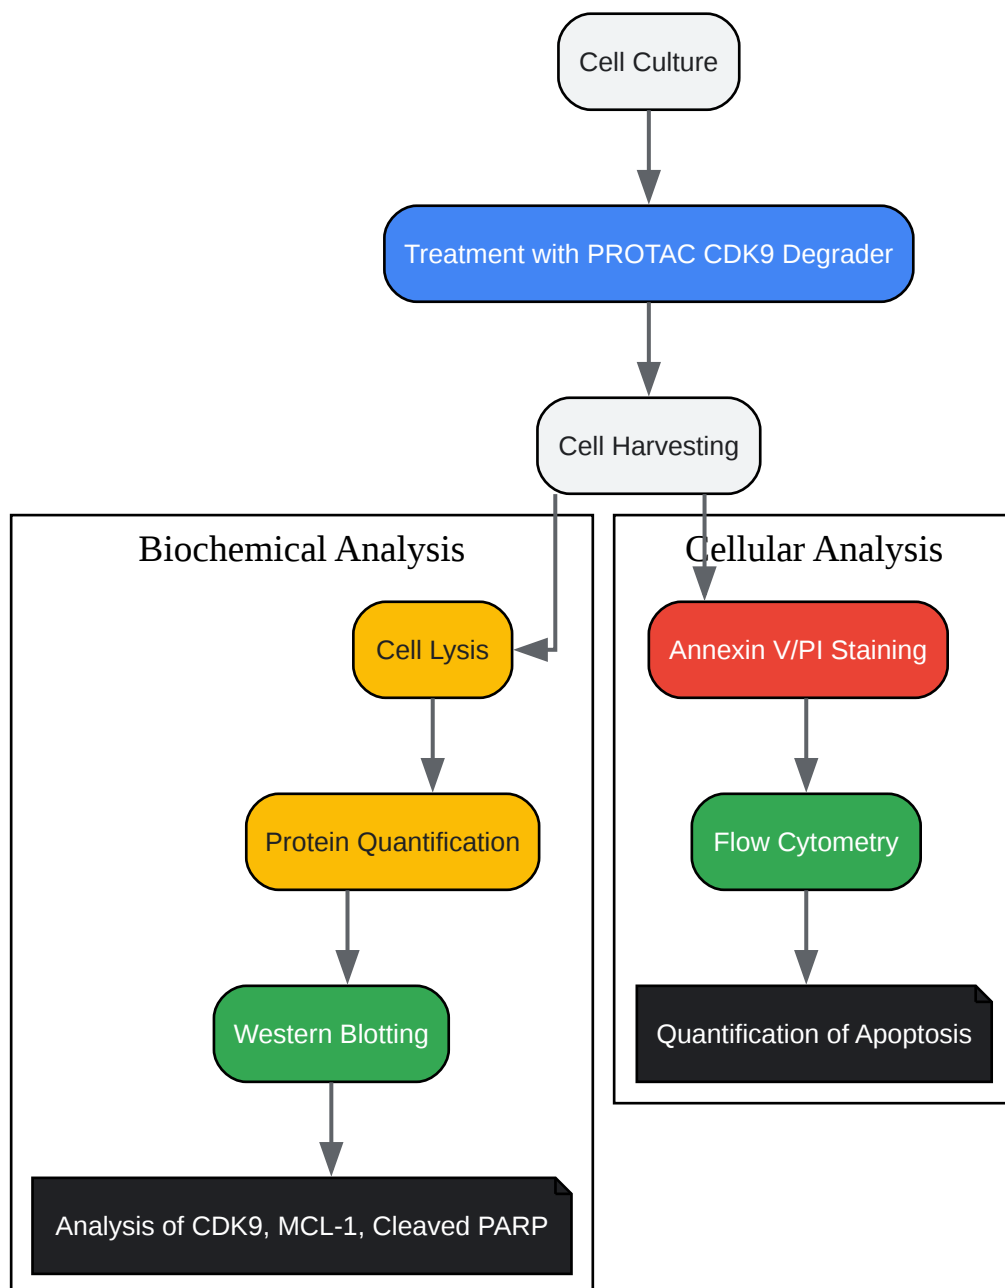 Cell Culture
Treatment with PROTAC CDK9 Degrader
Cell Harvesting
Biochemical Analysis
Cell Lysis
Protein Quantification
Western Blotting
Analysis of CDK9, MCL-1, Cleaved PARP
Cellular Analysis
Annexin V/PI Staining
Flow Cytometry
Quantification of Apoptosis